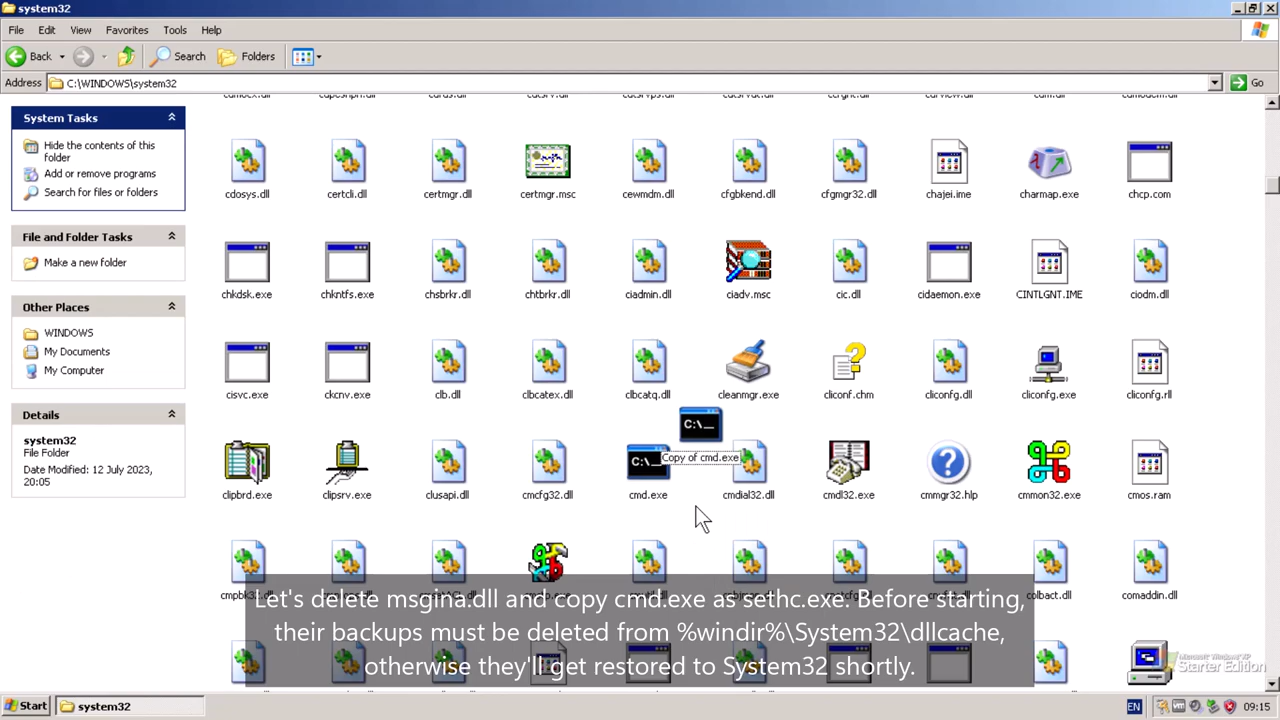 system32
File Edit View Favorites Tools Help
Back Search Folders
Address C:\WINDOWS\system32 Go
System Tasks
Hide the contents of this
folder
Add or remove programs
Search for files or folders
File and Folder Tasks
Make a new folder
Other Places
WINDOWS
My Documents
My Computer
Details
system32
File Folder
Date Modified: 12 July 2023,
20:05
cdosys.dll certcli.dll certmgr.dll certmgr.msc cewmdm.dll cfgbkend.dll cfgmgr32.dll chajei.ime charmap.exe chcp.com
chkdsk.exe chkntfs.exe chsbrkr.dll chtbrkr.dll ciadmin.dll ciadv.msc cic.dll cidaemon.exe CINTLGNT.IME ciodm.dll
cisvc.exe ckcnv.exe clb.dll clbcatex.dll clbcatq.dll cleanmgr.exe cliconf.chm cliconfg.dll cliconfg.exe cliconfg.rll
C:\__
C:\__ Copy of cmd.exe
clipbrd.exe clipsrv.exe clusapi.dll cmcfg32.dll cmd.exe cmdial32.dll cmdl32.exe cmmgr32.hlp cmmon32.exe cmos.ram
colbact.dll comaddin.dll
Let's delete msgina.dll and copy cmd.exe as sethc.exe. Before starting,
their backups must be deleted from %windir%\System32\dllcache,
otherwise they'll get restored to System32 shortly.
Microsoft Windows XP
Starter Edition
Start system32 EN 09:15